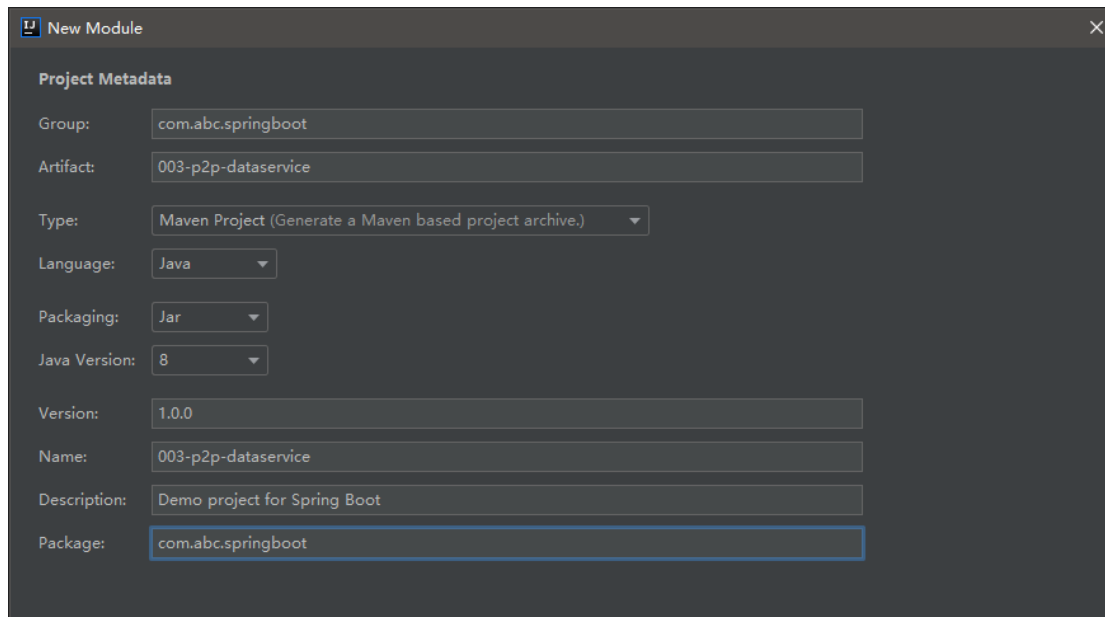 New Module
Project Metadata
Group: com.abc.springboot
Artifact: 003-p2p-dataservice
Type: Maven Project (Generate a Maven based project archive.)
Language: Java
Packaging: Jar
Java Version: 8
Version: 1.0.0
Name: 003-p2p-dataservice
Description: Demo project for Spring Boot
Package: com.abc.springboot